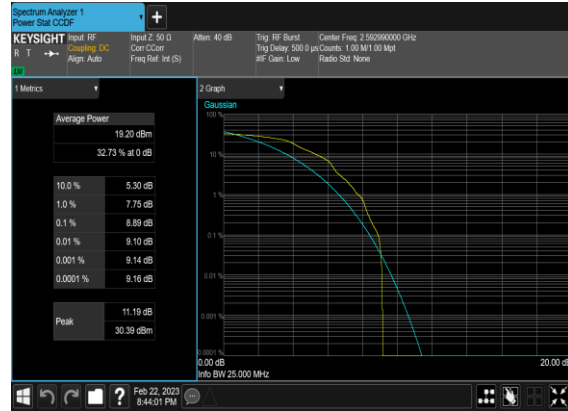 Spectrum Analyzer 1
Power Stat CCDF
KEYSIGHT
R T
LXI
Input: RF
Coupling: DC
Align: Auto
Input Z: 50 Ω
Corr CCorr
Freq Ref: Int (S)
Atten: 40 dB
Trig: RF Burst
Trig Delay: 500.0 µs
#IF Gain: Low
Center Freq: 2.592990000 GHz
Counts: 1.00 M/1.00 Mpt
Radio Std: None
1 Metrics
Average Power
19.20 dBm
32.73 % at 0 dB
10.0 % 5.30 dB
1.0 % 7.75 dB
0.1 % 8.89 dB
0.01 % 9.10 dB
0.001 % 9.14 dB
0.0001 % 9.16 dB
Peak
11.19 dB
30.39 dBm
2 Graph
Gaussian
100 %
10 %
1 %
0.1 %
0.01 %
0.001 %
0.0001 %
0.00 dB
20.00 dB
Info BW 25.000 MHz
Feb 22, 2023
8:44:01 PM